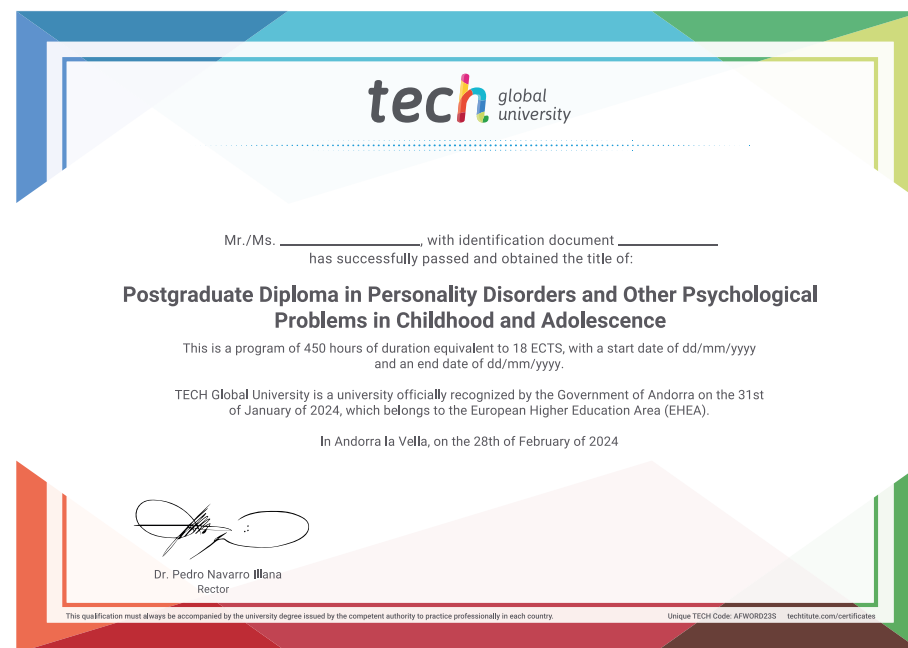 tech global university
Mr./Ms. ____________________, with identification document ______________
has successfully passed and obtained the title of:
Postgraduate Diploma in Personality Disorders and Other Psychological
Problems in Childhood and Adolescence
This is a program of 450 hours of duration equivalent to 18 ECTS, with a start date of dd/mm/yyyy
and an end date of dd/mm/yyyy.
TECH Global University is a university officially recognized by the Government of Andorra on the 31st
of January of 2024, which belongs to the European Higher Education Area (EHEA).
In Andorra la Vella, on the 28th of February of 2024
Dr. Pedro Navarro Illana
Rector
This qualification must always be accompanied by the university degree issued by the competent authority to practice professionally in each country.
Unique TECH Code: AFWORD23S techtitute.com/certificates